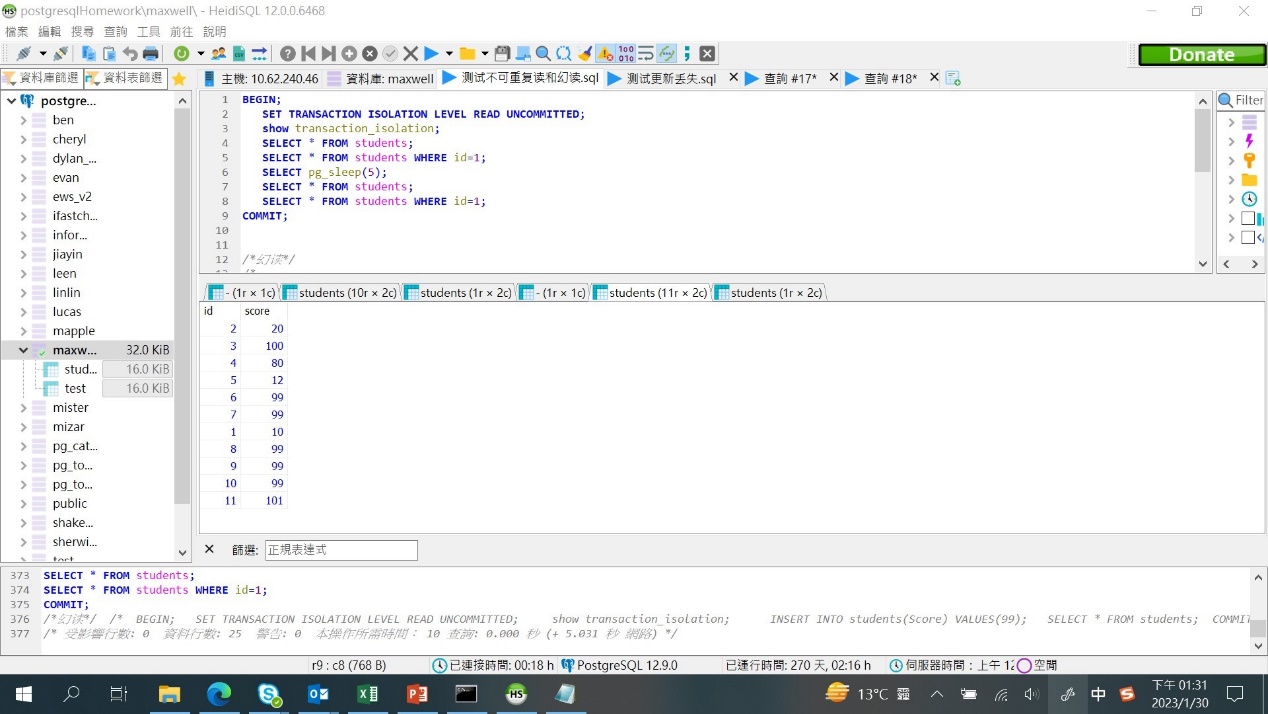 postgresqlHomework\maxwell\ - HeidiSQL 12.0.0.6468
檔案 編輯 搜尋 查詢 工具 前往 說明
Donate
資料庫篩選 資料表篩選 主機: 10.62.240.46 資料庫: maxwell 测试不可重复读和幻读.sql 测试更新丢失.sql 查詢 #17* 查詢 #18*
postgre...
ben
cheryl
dylan_...
evan
ews_v2
ifastch...
infor...
jiayin
leen
linlin
lucas
mapple
maxw... 32.0 KiB
stud... 16.0 KiB
test 16.0 KiB
mister
mizar
pg_cat...
pg_to...
pg_to...
public
shake...
sherwi...
test
1 BEGIN;
2 SET TRANSACTION ISOLATION LEVEL READ UNCOMMITTED;
3 show transaction_isolation;
4 SELECT * FROM students;
5 SELECT * FROM students WHERE id=1;
6 SELECT pg_sleep(5);
7 SELECT * FROM students;
8 SELECT * FROM students WHERE id=1;
9 COMMIT;
10
11
12 /*幻读*/
Filter
- (1r × 1c) students (10r × 2c) students (1r × 2c) - (1r × 1c) students (11r × 2c) students (1r × 2c)
id score
2 20
3 100
4 80
5 12
6 99
7 99
1 10
8 99
9 99
10 99
11 101
篩選: 正規表達式
373 SELECT * FROM students;
374 SELECT * FROM students WHERE id=1;
375 COMMIT;
376 /*幻读*/ /* BEGIN; SET TRANSACTION ISOLATION LEVEL READ UNCOMMITTED; show transaction_isolation; INSERT INTO students(Score) VALUES(99); SELECT * FROM students; COMMIT
377 /* 受影響行數: 0 資料行數: 25 警告: 0 本操作所需時間: 10 查詢: 0.000 秒 (+ 5.031 秒 網路) */
r9 : c8 (768 B) 已連接時間: 00:18 h PostgreSQL 12.9.0 已運行時間: 270 天, 02:16 h 伺服器時間: 上午 12 空閒
13°C 中 下午 01:31
2023/1/30